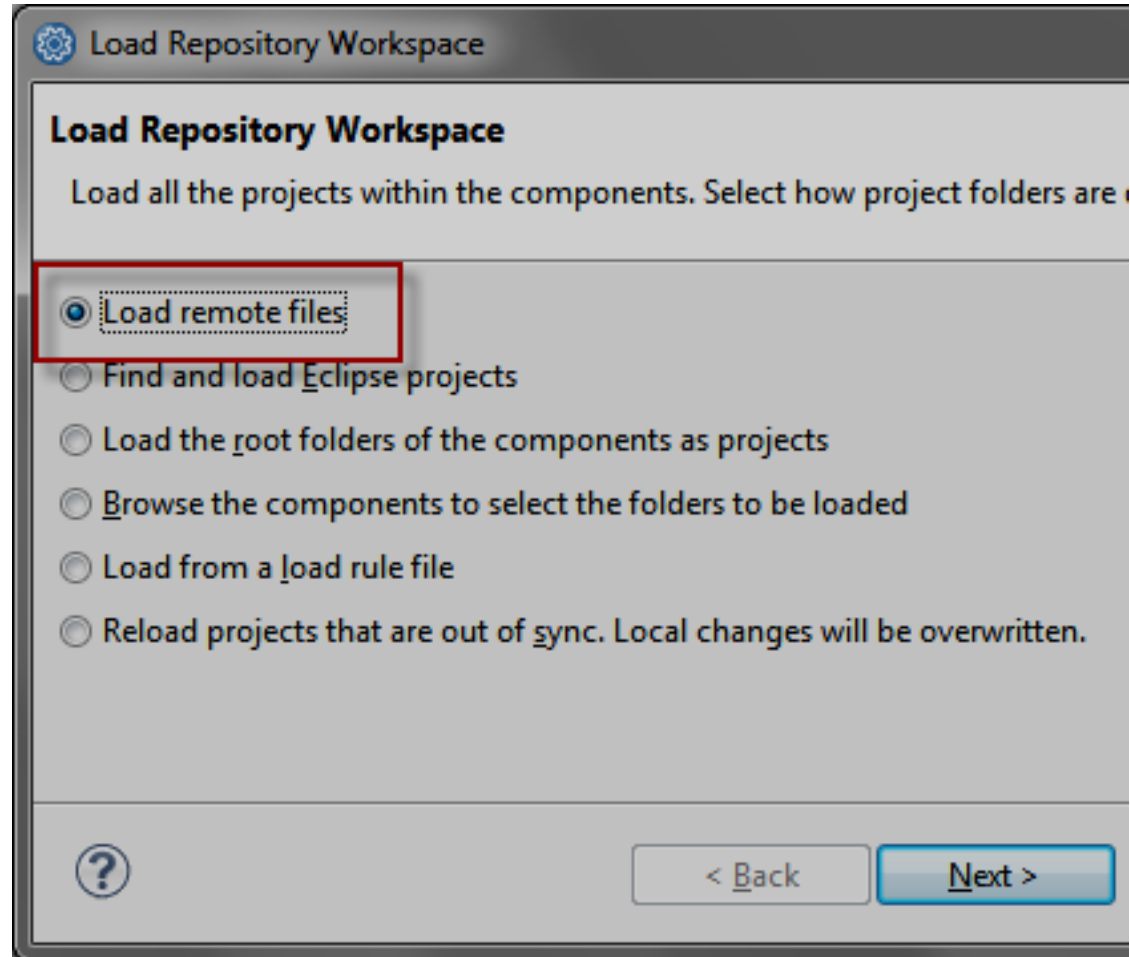 Load Repository Workspace
Load Repository Workspace
Load all the projects within the components. Select how project folders are
Load remote files
Find and load Eclipse projects
Load the root folders of the components as projects
Browse the components to select the folders to be loaded
Load from a load rule file
Reload projects that are out of sync. Local changes will be overwritten.
?
< Back
Next >